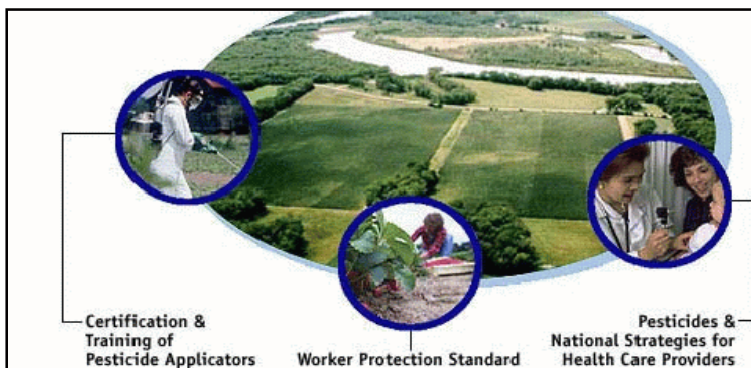 Certification &
Training of
Pesticide Applicators
Worker Protection Standard
Pesticides &
National Strategies for
Health Care Providers